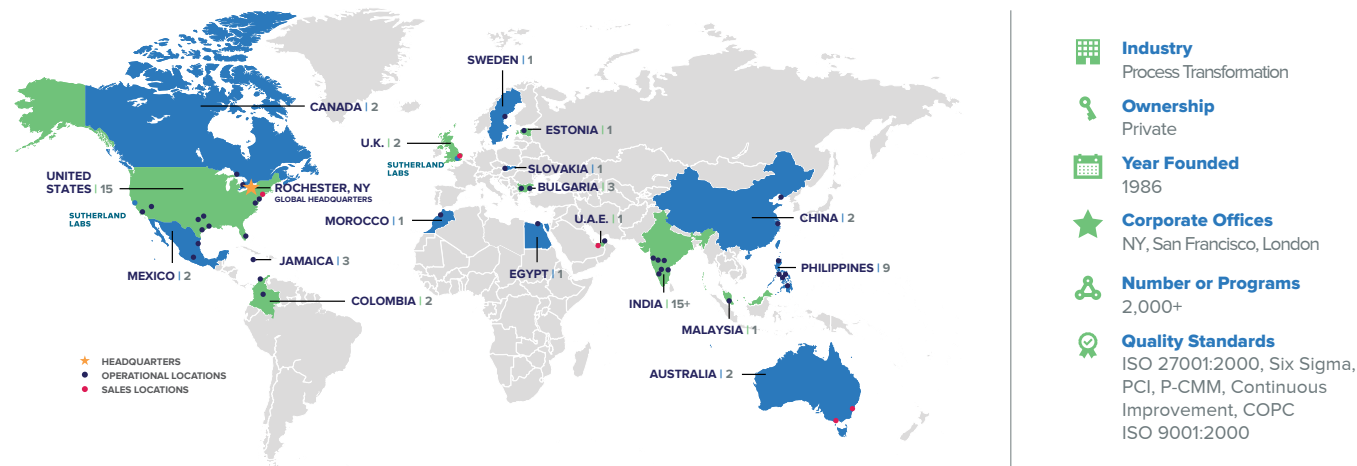 SWEDEN | 1
CANADA | 2
ESTONIA | 1
U.K. | 2
SUTHERLAND
LABS
SLOVAKIA | 1
UNITED
STATES | 15
ROCHESTER, NY
GLOBAL HEADQUARTERS
BULGARIA | 3
SUTHERLAND
LABS
MOROCCO | 1
U.A.E. | 1
CHINA | 2
MEXICO | 2
JAMAICA | 3
EGYPT | 1
PHILIPPINES | 9
COLOMBIA | 2
INDIA | 15+
MALAYSIA | 1
AUSTRALIA | 2
HEADQUARTERS
OPERATIONAL LOCATIONS
SALES LOCATIONS
Industry
Process Transformation
Ownership
Private
Year Founded
1986
Corporate Offices
NY, San Francisco, London
Number or Programs
2,000+
Quality Standards
ISO 27001:2000, Six Sigma,
PCI, P-CMM, Continuous
Improvement, COPC
ISO 9001:2000